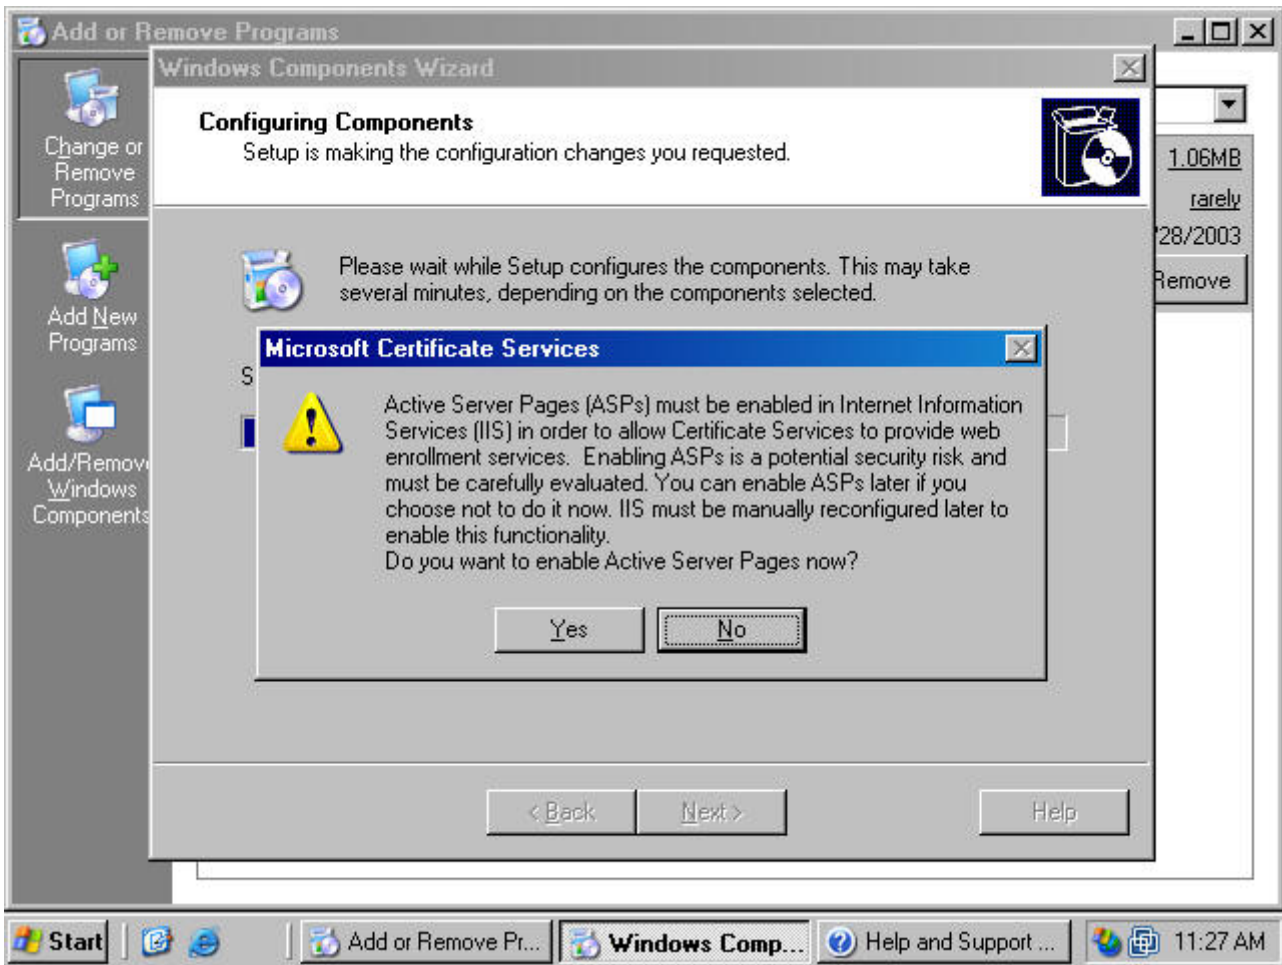 Add or Remove Programs
Windows Components Wizard
Configuring Components
Setup is making the configuration changes you requested.
Change or
Remove
Programs
1.06MB
rarely
28/2003
Remove
Add New
Programs
Please wait while Setup configures the components. This may take
several minutes, depending on the components selected.
Microsoft Certificate Services
S
Active Server Pages (ASPs) must be enabled in Internet Information
Services (IIS) in order to allow Certificate Services to provide web
enrollment services. Enabling ASPs is a potential security risk and
must be carefully evaluated. You can enable ASPs later if you
choose not to do it now. IIS must be manually reconfigured later to
enable this functionality.
Do you want to enable Active Server Pages now?
Add/Remove
Windows
Components
Yes
No
< Back
Next >
Help
Start
Add or Remove Pr...
Windows Comp...
Help and Support ...
11:27 AM